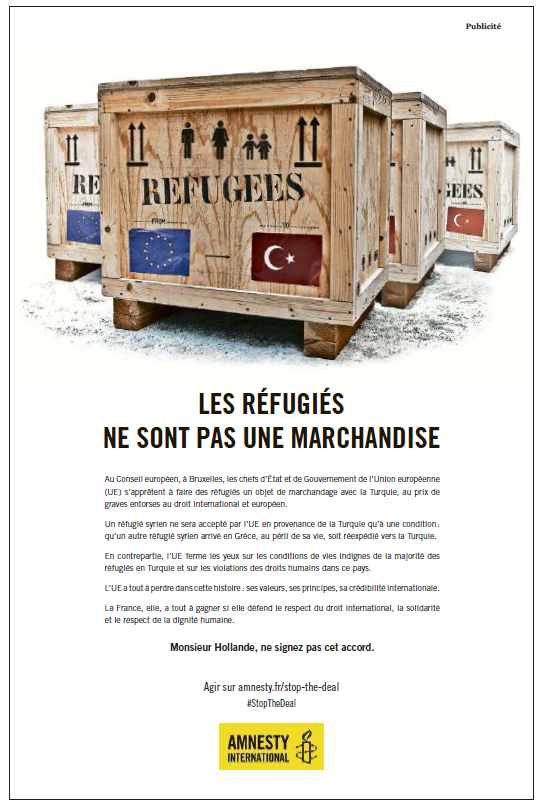 Publicité
REFUGEES
FROM
TO
RE
FROM
GEES
LES RÉFUGIÉS
NE SONT PAS UNE MARCHANDISE
Au Conseil européen, à Bruxelles, les chefs d'État et de Gouvernement de l'Union européenne
(UE) s'apprêtent à faire des réfugiés un objet de marchandage avec la Turquie, au prix de
graves entorses au droit international et européen.
Un réfugié syrien ne sera accepté par l'UE en provenance de la Turquie qu'à une condition :
qu'un autre réfugié syrien arrivé en Grèce, au péril de sa vie, soit réexpédié vers la Turquie.
En contrepartie, l'UE ferme les yeux sur les conditions de vies indignes de la majorité des
réfugiés en Turquie et sur les violations des droits humains dans ce pays.
L'UE a tout à perdre dans cette histoire : ses valeurs, ses principes, sa crédibilité internationale.
La France, elle, a tout à gagner si elle défend le respect du droit international, la solidarité
et le respect de la dignité humaine.
Monsieur Hollande, ne signez pas cet accord.
Agir sur amnesty.fr/stop-the-deal
#StopTheDeal
AMNESTY
INTERNATIONAL